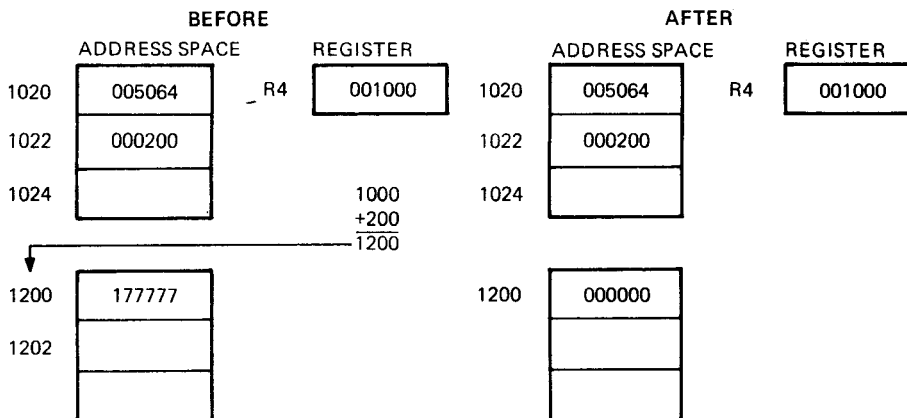 BEFORE AFTER
ADDRESS SPACE REGISTER ADDRESS SPACE REGISTER
1020 005064 R4 001000 1020 005064 R4 001000
1022 000200 1022 000200
1024 1000 1024
+200
1200
1200 177777 1200 000000
1202